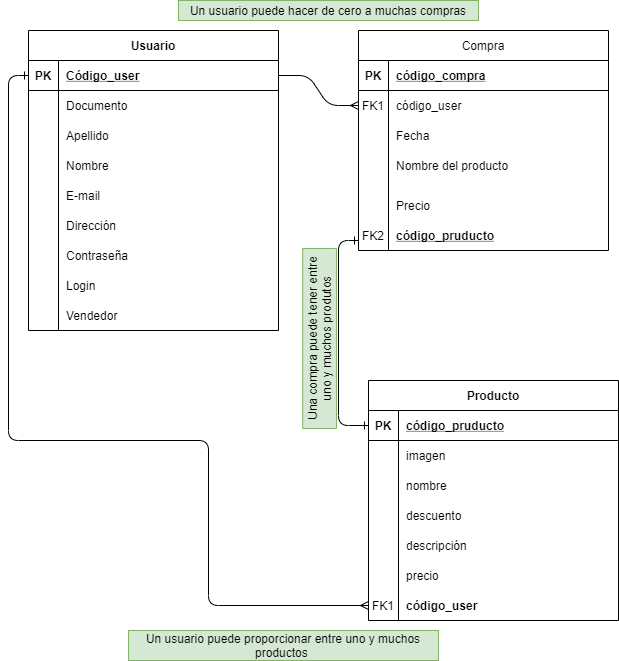 Un usuario puede hacer de cero a muchas compras
Usuario
PK Código_user
Documento
Apellido
Nombre
E-mail
Dirección
Contraseña
Login
Vendedor
Compra
PK código_compra
FK1 código_user
Fecha
Nombre del producto
Precio
FK2 código_pruducto
Una compra puede tener entre
uno y muchos produtos
Producto
PK código_pruducto
imagen
nombre
descuento
descripción
precio
FK1 código_user
Un usuario puede proporcionar entre uno y muchos
productos